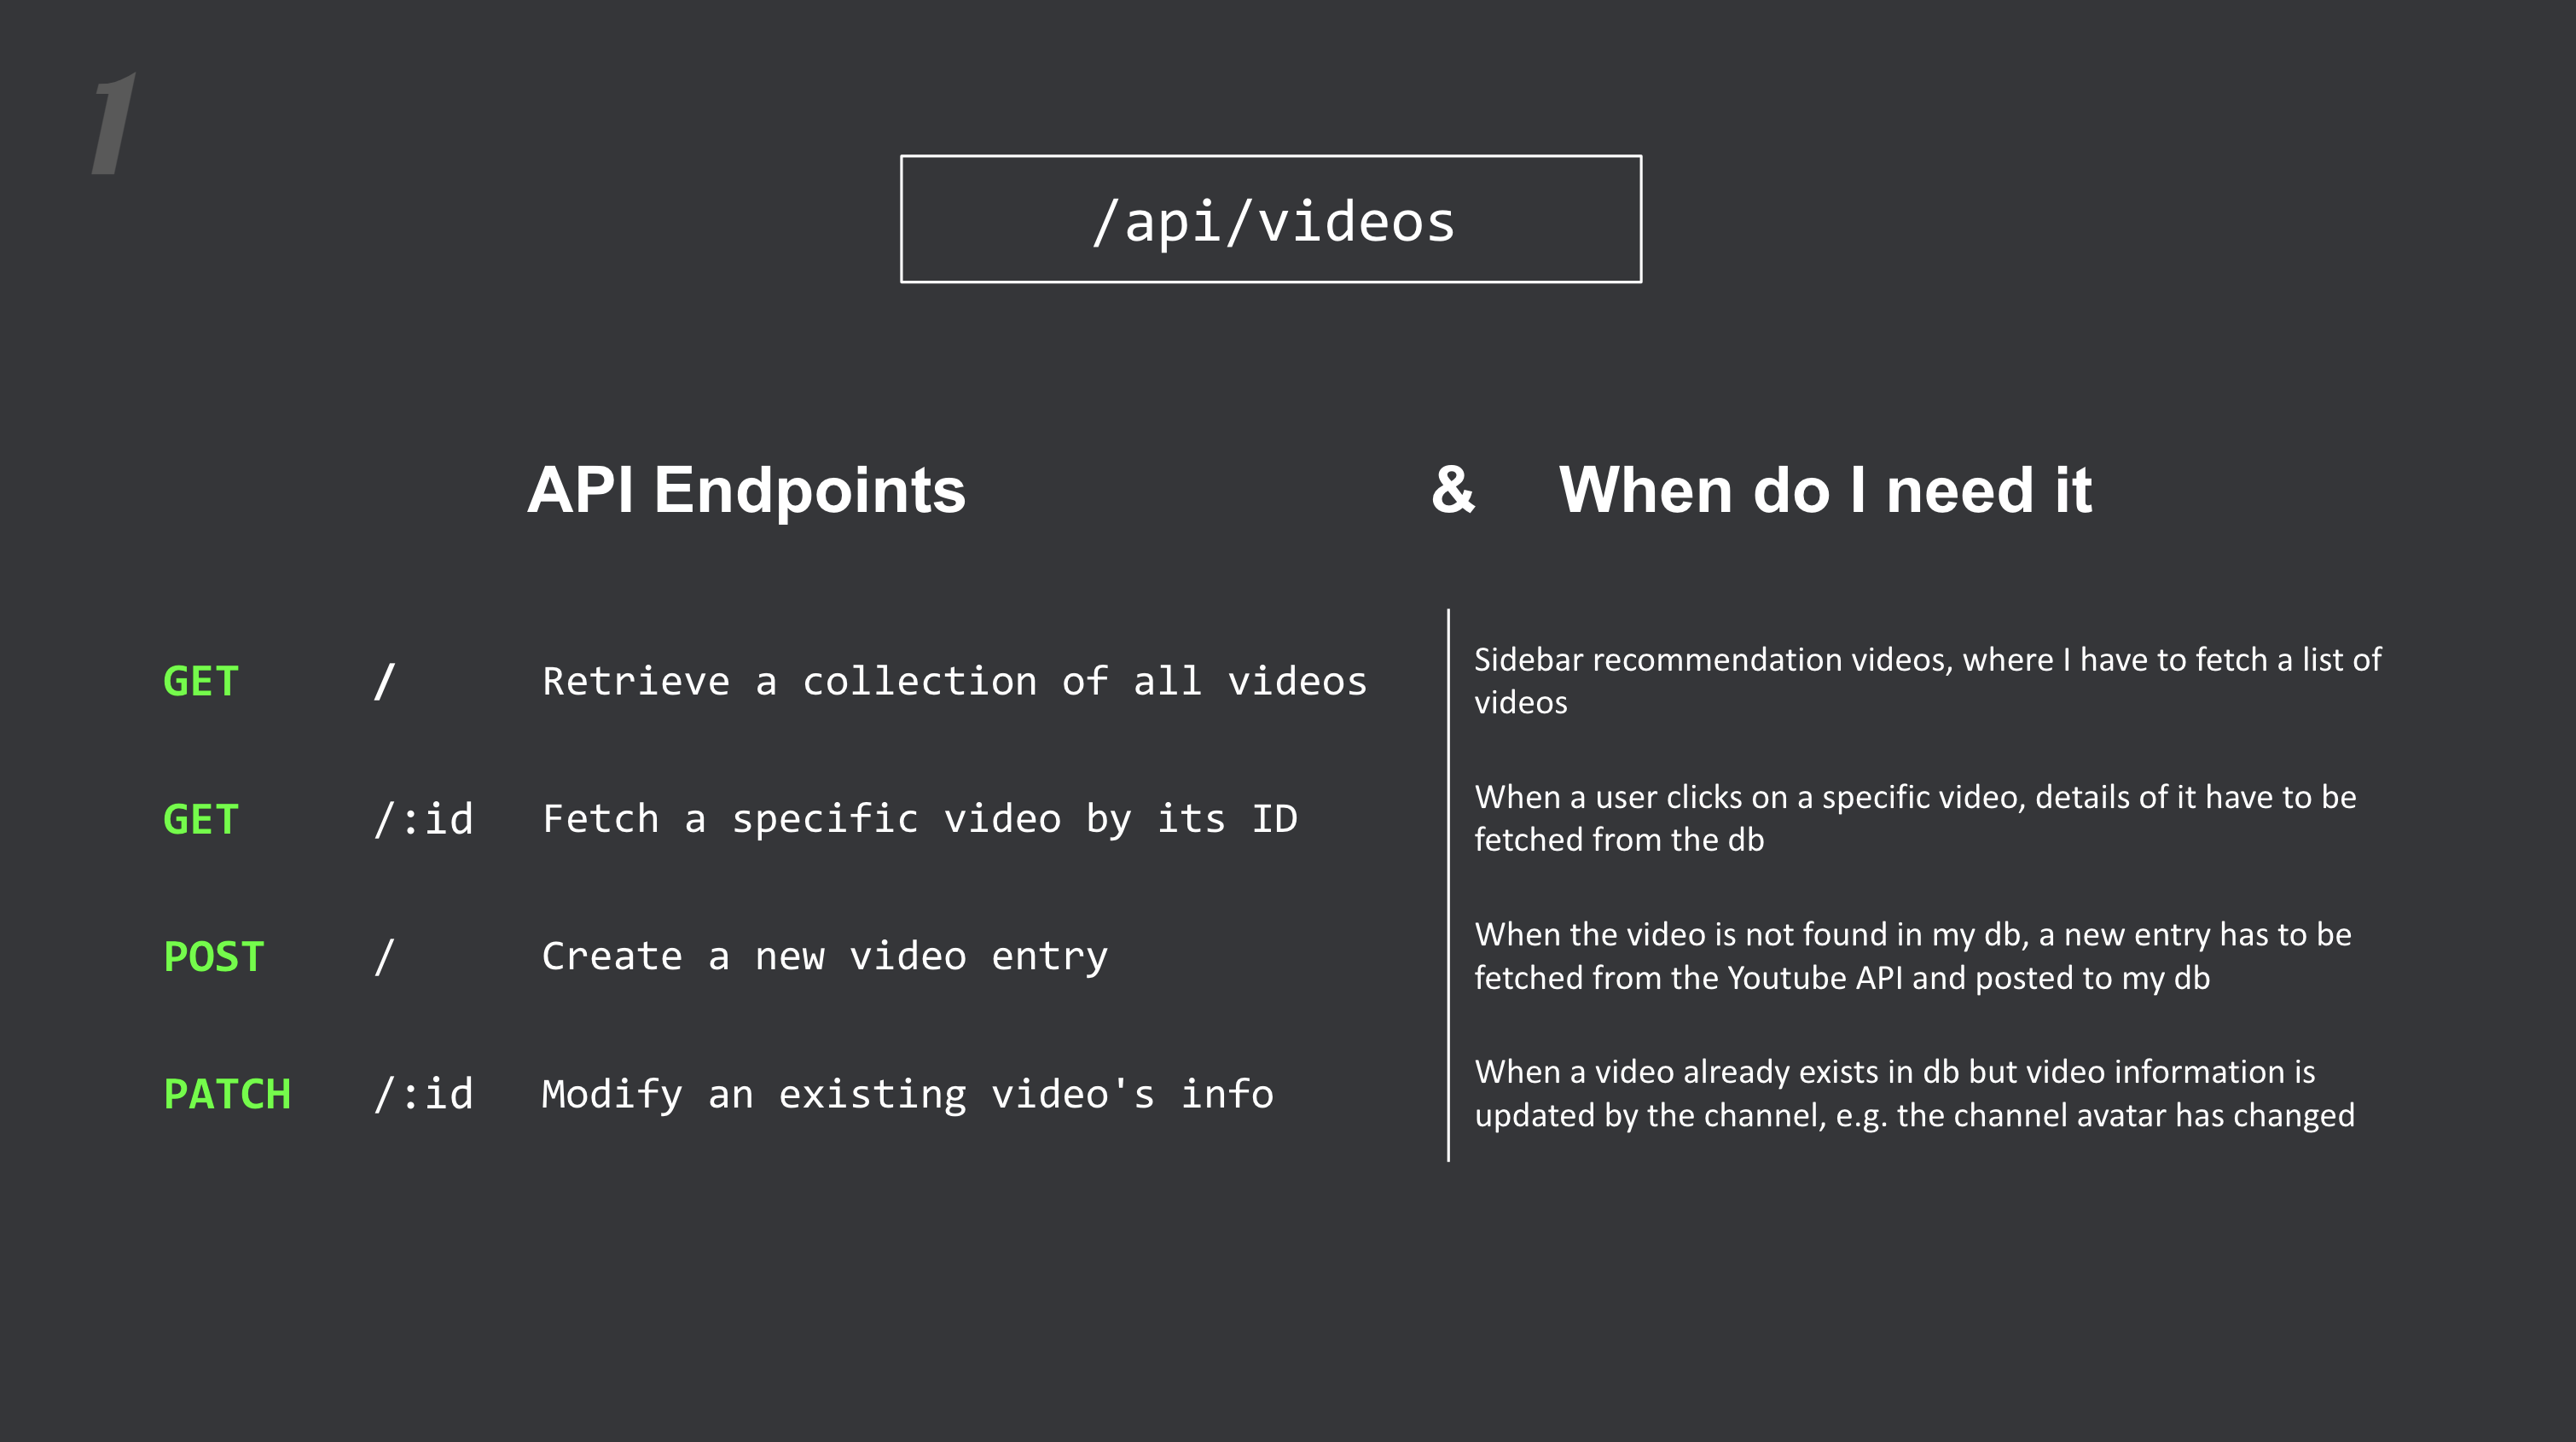 1
/api/videos
API Endpoints & When do I need it
GET / Retrieve a collection of all videos
Sidebar recommendation videos, where I have to fetch a list of
videos
GET /:id Fetch a specific video by its ID
When a user clicks on a specific video, details of it have to be
fetched from the db
POST / Create a new video entry
When the video is not found in my db, a new entry has to be
fetched from the Youtube API and posted to my db
PATCH /:id Modify an existing video's info
When a video already exists in db but video information is
updated by the channel, e.g. the channel avatar has changed